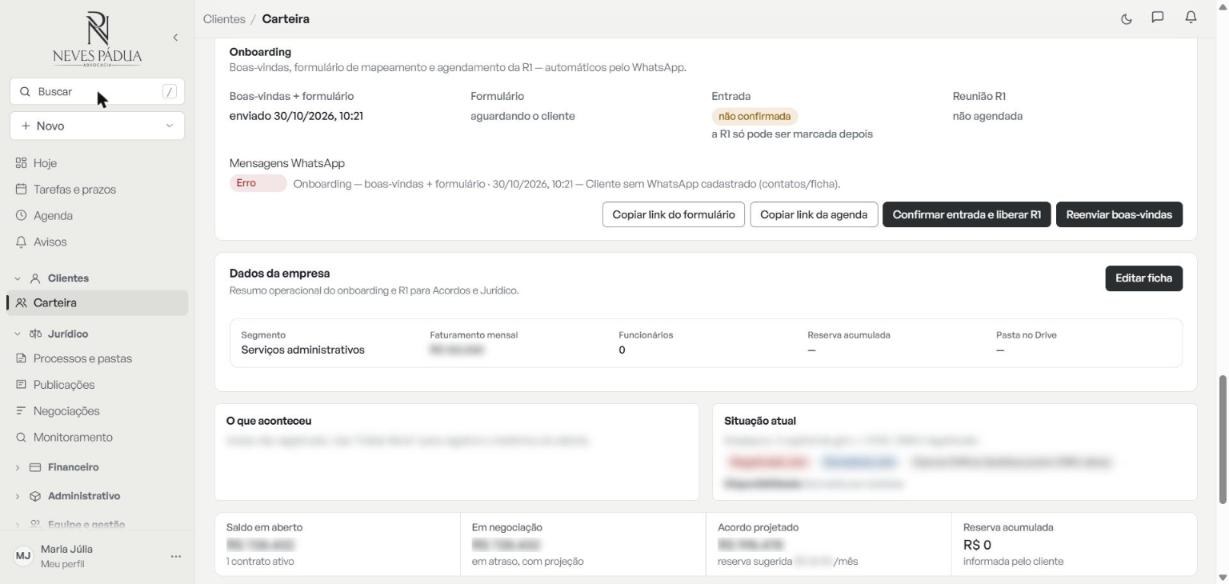 NEVES PÁDUA
ADVOCACIA
Buscar /
+ Novo
Hoje
Tarefas e prazos
Agenda
Avisos
Clientes
Carteira
Jurídico
Processos e pastas
Publicações
Negociações
Monitoramento
Financeiro
Administrativo
Equipe e gestão
MJ
Maria Júlia
Meu perfil
Clientes / Carteira
Onboarding
Boas-vindas, formulário de mapeamento e agendamento da R1 — automáticos pelo WhatsApp.
Boas-vindas + formulário
enviado 30/10/2026, 10:21
Formulário
aguardando o cliente
Entrada
não confirmada
a R1 só pode ser marcada depois
Reunião R1
não agendada
Mensagens WhatsApp
Erro Onboarding — boas-vindas + formulário · 30/10/2026, 10:21 — Cliente sem WhatsApp cadastrado (contatos/ficha).
Copiar link do formulário
Copiar link da agenda
Confirmar entrada e liberar R1
Reenviar boas-vindas
Dados da empresa
Resumo operacional do onboarding e R1 para Acordos e Jurídico.
Editar ficha
Segmento
Serviços administrativos
Faturamento mensal
Funcionários
0
Reserva acumulada
—
Pasta no Drive
—
O que aconteceu
Situação atual
Saldo em aberto
1 contrato ativo
Em negociação
em atraso, com projeção
Acordo projetado
reserva sugerida /mês
Reserva acumulada
R$ 0
informada pelo cliente